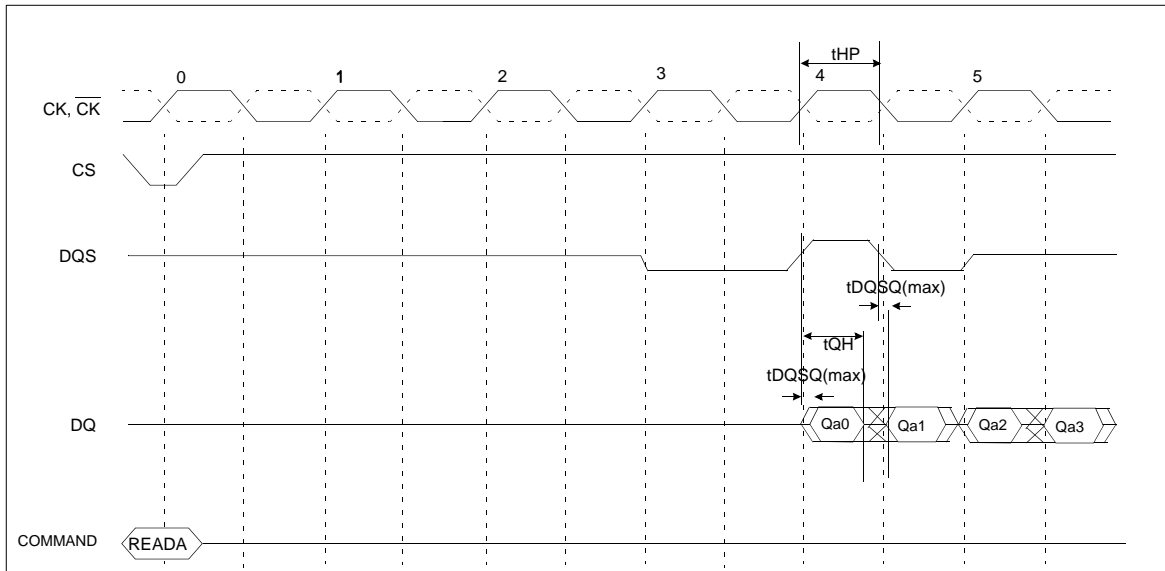 tHP
0 1 2 3 4 5
CK, CK
CS
DQS
tDQSQ(max)
tQH
tDQSQ(max)
DQ Qa0 Qa1 Qa2 Qa3
COMMAND READA